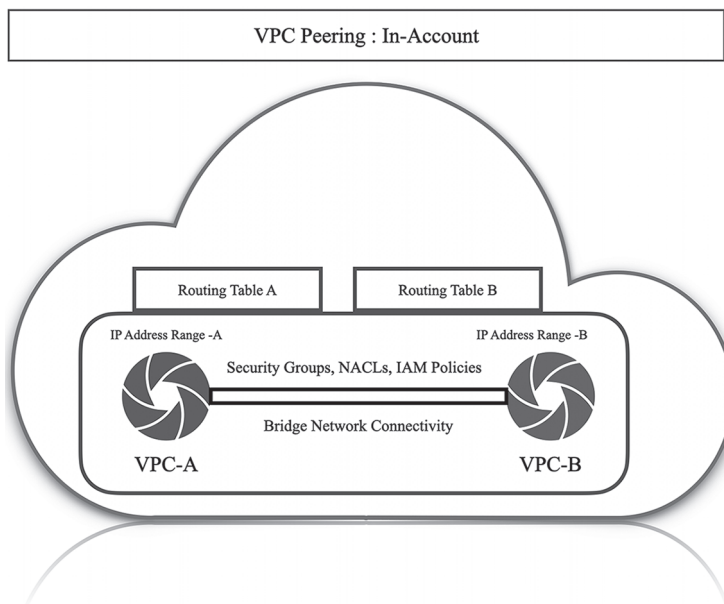 VPC Peering : In-Account
Routing Table A
Routing Table B
IP Address Range -A
IP Address Range -B
Security Groups, NACLs, IAM Policies
Bridge Network Connectivity
VPC-A
VPC-B